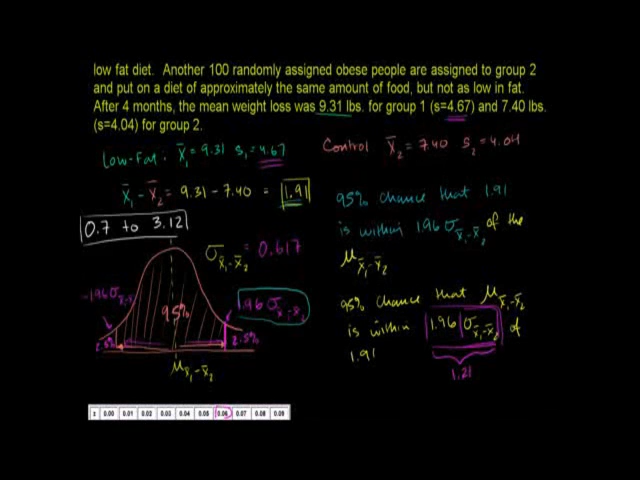 low fat diet. Another 100 randomly assigned obese people are assigned to group 2
and put on a diet of approximately the same amount of food, but not as low in fat.
After 4 months, the mean weight loss was 9.31 lbs. for group 1 (s=4.67) and 7.40 lbs.
(s=4.04) for group 2.
Low-Fat: x̄₁ = 9.31 s₁ = 4.67
Control x̄₂ = 7.40 s₂ = 4.04
x̄₁ - x̄₂ = 9.31 - 7.40 = 1.91
0.7 to 3.12
σ x̄₁-x̄₂ = 0.617
-1.96σ x̄₁-x̄₂
1.96 σ x̄₁-x̄₂
95%
2.5%
2.5%
μ x̄₁-x̄₂
95% chance that 1.91
is within 1.96 σ x̄₁-x̄₂ of the
μ x̄₁-x̄₂
95% chance that μ x̄₁-x̄₂
is within 1.96 σ x̄₁-x̄₂ of
1.91
1.21
z 0.00 0.01 0.02 0.03 0.04 0.05 0.06 0.07 0.08 0.09